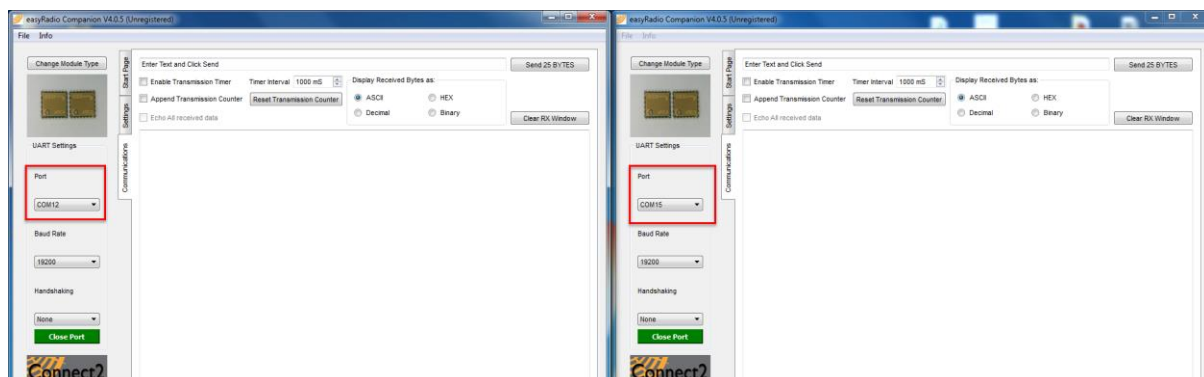 easyRadio Companion V4.0.5 (Unregistered)
File Info
Change Module Type
UART Settings
Port
COM12
Baud Rate
19200
Handshaking
None
Close Port
Connect2
Start Page
Settings
Communications
Enter Text and Click Send
Send 25 BYTES
Enable Transmission Timer
Timer Interval 1000 mS
Append Transmission Counter
Reset Transmission Counter
Echo All received data
Display Received Bytes as:
ASCII HEX
Decimal Binary
Clear RX Window
easyRadio Companion V4.0.5 (Unregistered)
File Info
Change Module Type
UART Settings
Port
COM15
Baud Rate
19200
Handshaking
None
Close Port
Connect2
Start Page
Settings
Communications
Enter Text and Click Send
Send 25 BYTES
Enable Transmission Timer
Timer Interval 1000 mS
Append Transmission Counter
Reset Transmission Counter
Echo All received data
Display Received Bytes as:
ASCII HEX
Decimal Binary
Clear RX Window